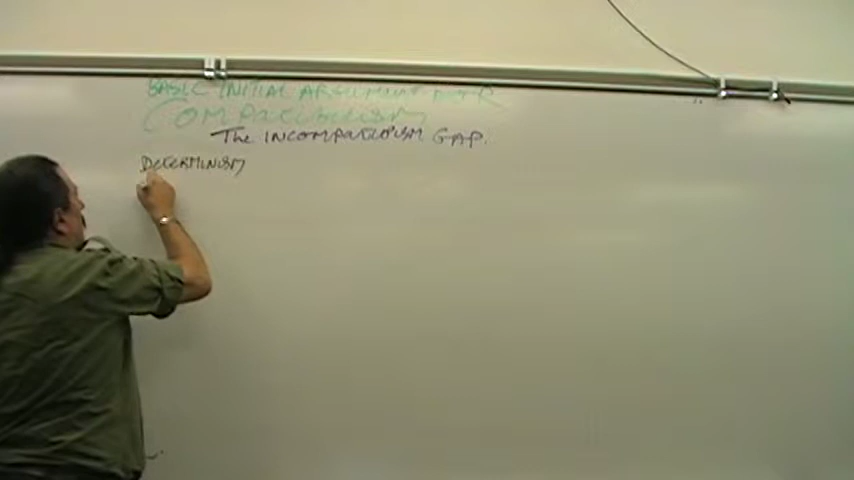 BASIC INITIAL ARGUMENT FOR
COMPATIBILISM
The INCOMPATIBILISM GAP.
DETERMINISM